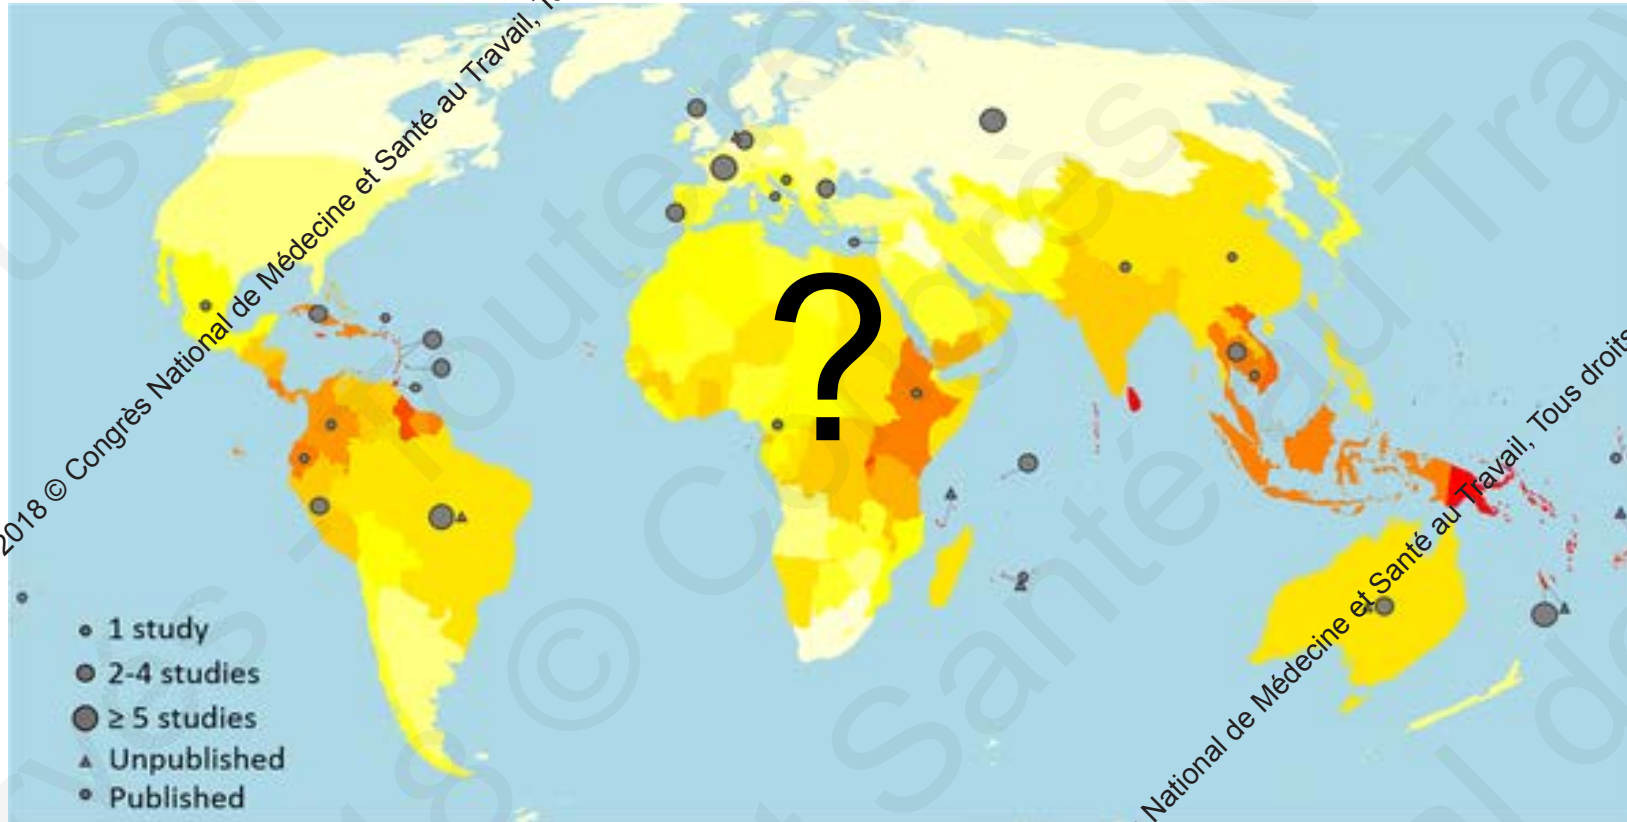 2018 © Congrès National de Médecine et Santé au Travail, To
?
1 study
2-4 studies
≥ 5 studies
Unpublished
Published
National de Médecine et Santé au Travail, Tous droits